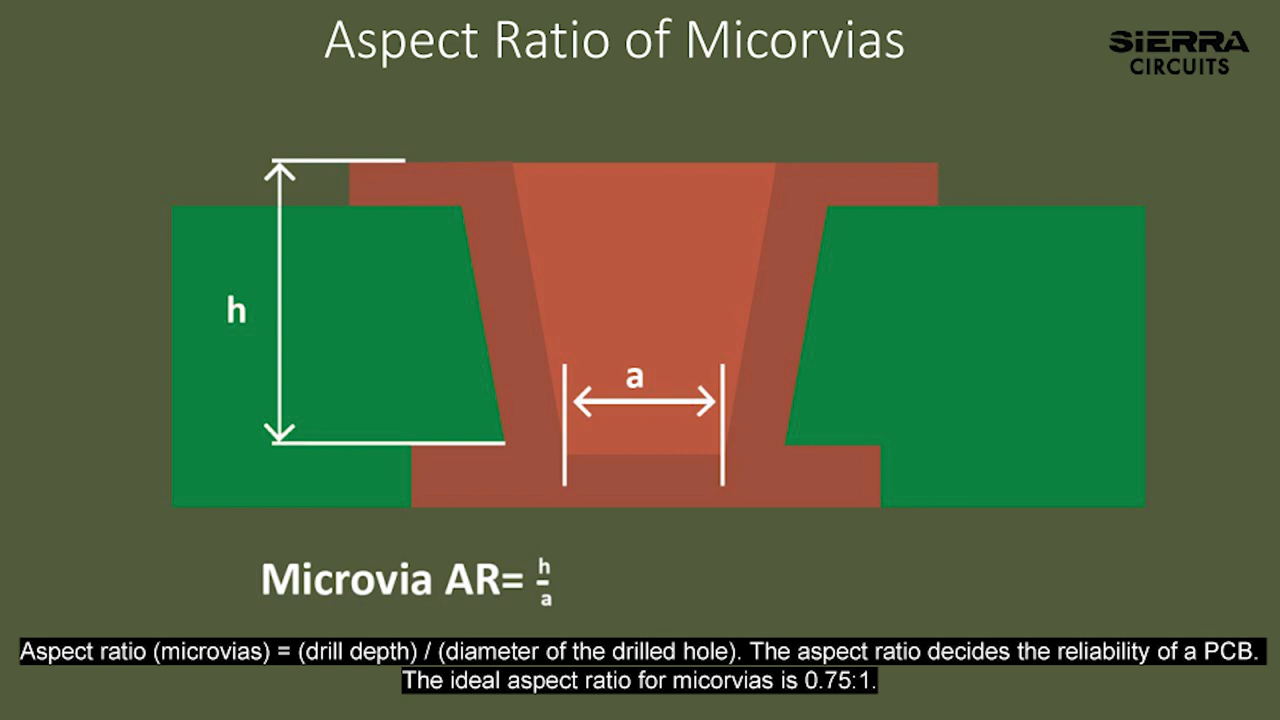 Aspect Ratio of Micorvias
SiERRA
CIRCUITS
h
a
Microvia AR= h/a
Aspect ratio (microvias) = (drill depth) / (diameter of the drilled hole). The aspect ratio decides the reliability of a PCB.
The ideal aspect ratio for micorvias is 0.75:1.